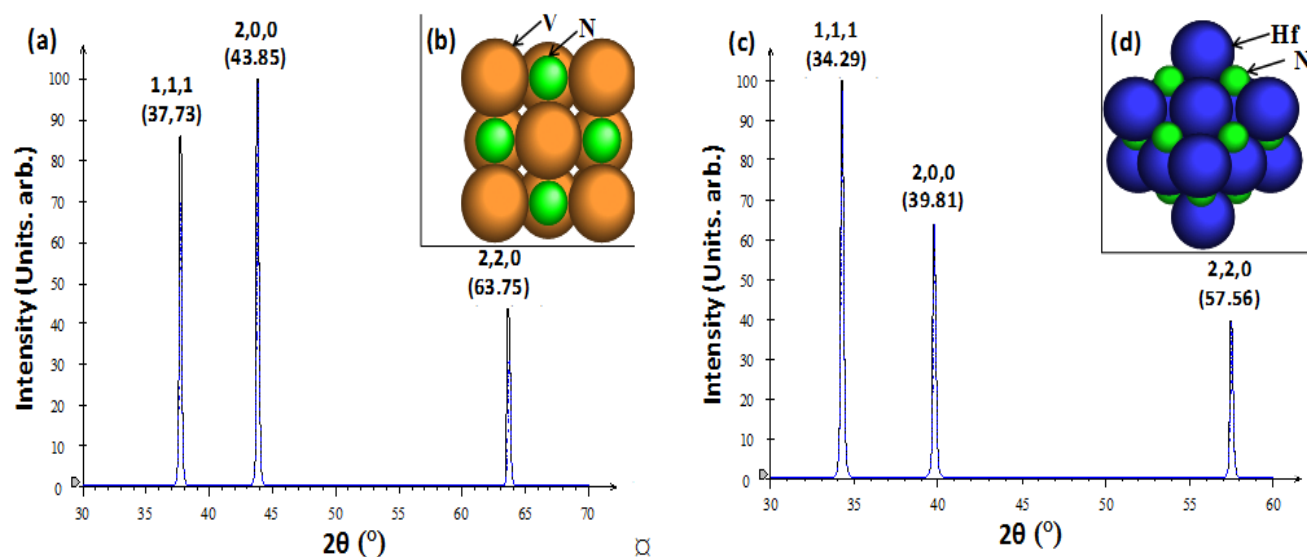 (a)
2,0,0
(43.85)
1,1,1
(37,73)
(b)
V
N
2,2,0
(63.75)
100
90
80
70
60
50
40
30
20
10
0
Intensity (Units. arb.)
30 35 40 45 50 55 60 65 70
2θ (°)
¤
(c)
1,1,1
(34.29)
2,0,0
(39.81)
(d)
Hf
N
2,2,0
(57.56)
100
90
80
70
60
50
40
30
20
10
0
Intensity (Units. arb.)
30 35 40 45 50 55 60
2θ (°)